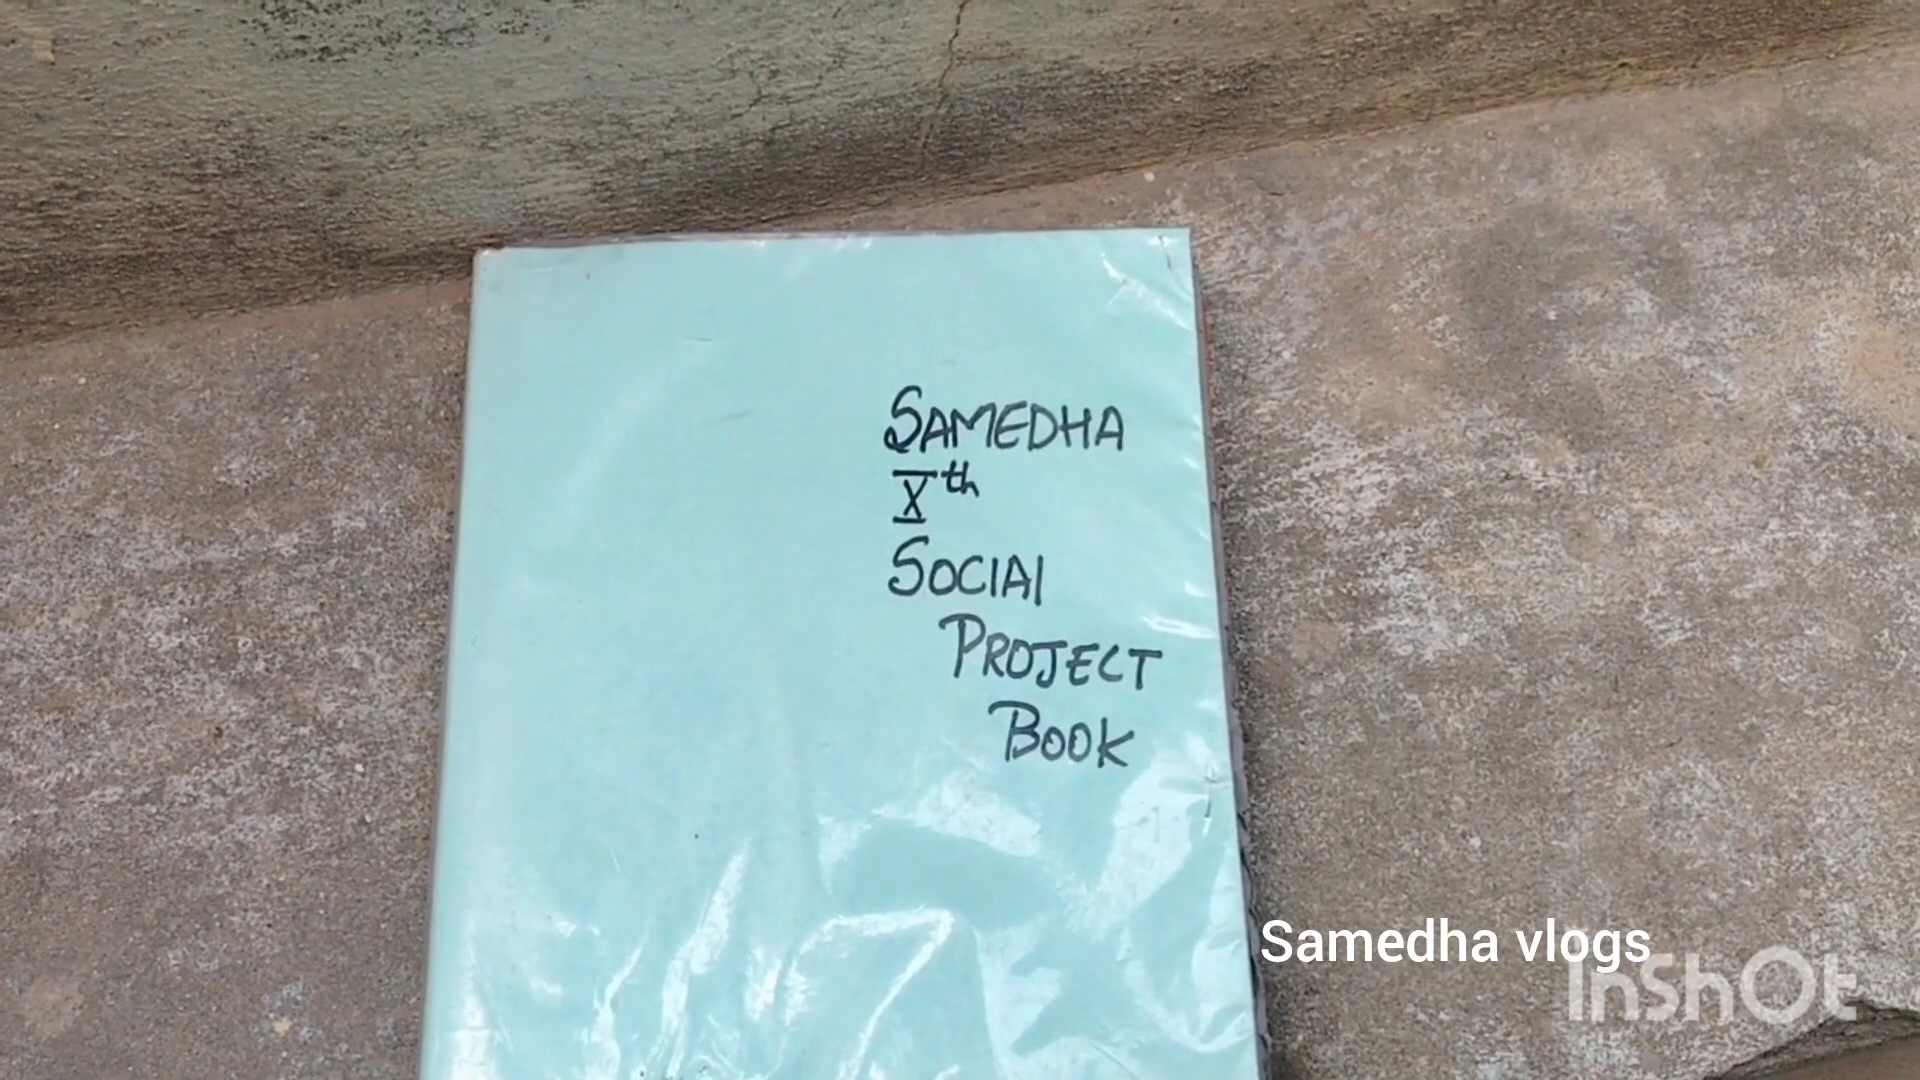 SAMEDHA
Xth
SOCIAl
PROJECT
BOOK
Samedha vlogs
InShOt